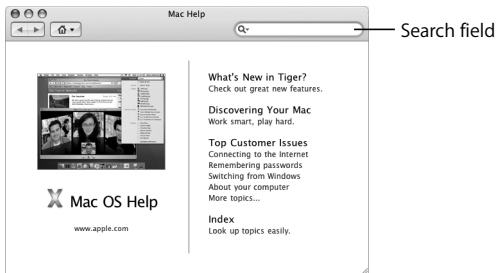 Mac Help
Search field
What's New in Tiger?
Check out great new features.
Discovering Your Mac
Work smart, play hard.
Top Customer Issues
Connecting to the Internet
Remembering passwords
Switching from Windows
About your computer
More topics...
Index
Look up topics easily.
X Mac OS Help
www.apple.com